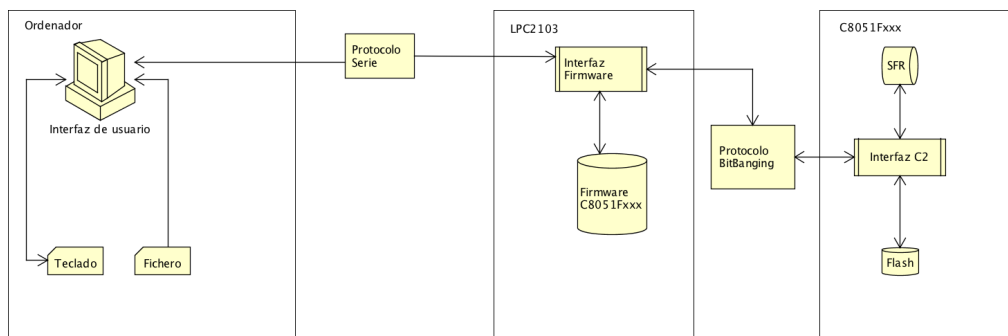 Ordenador
Interfaz de usuario
Teclado
Fichero
Protocolo
Serie
LPC2103
Interfaz
Firmware
Firmware
C8051Fxxx
Protocolo
BitBanging
C8051Fxxx
SFR
Interfaz C2
Flash